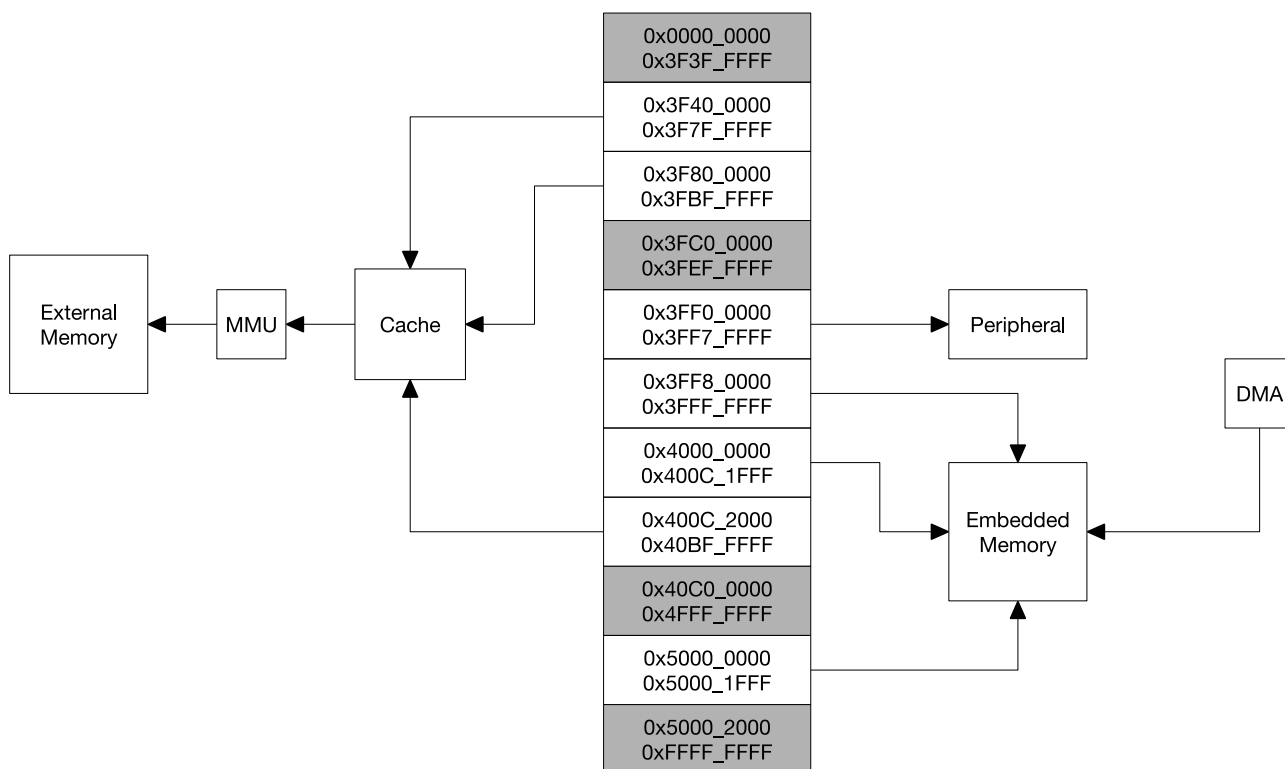 0x0000_0000
0x3F3F_FFFF
0x3F40_0000
0x3F7F_FFFF
0x3F80_0000
0x3FBF_FFFF
0x3FC0_0000
0x3FEF_FFFF
External
Memory
MMU
Cache
0x3FF0_0000
0x3FF7_FFFF
Peripheral
0x3FF8_0000
0x3FFF_FFFF
DMA
0x4000_0000
0x400C_1FFF
0x400C_2000
0x40BF_FFFF
Embedded
Memory
0x40C0_0000
0x4FFF_FFFF
0x5000_0000
0x5000_1FFF
0x5000_2000
0xFFFF_FFFF